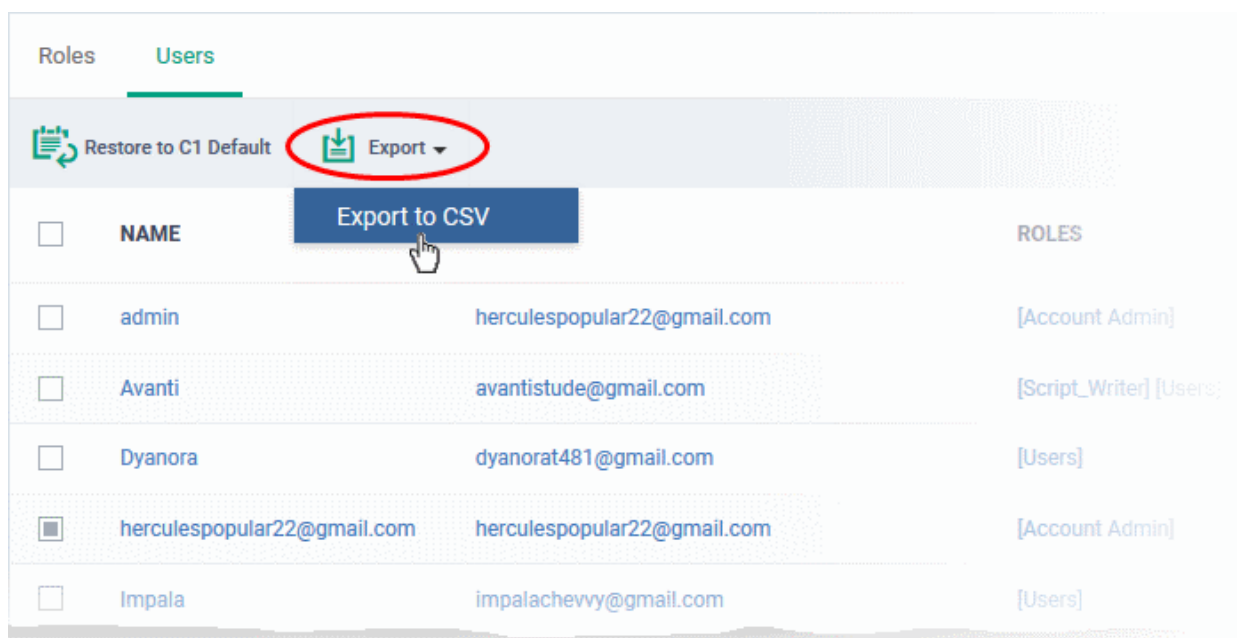 Roles Users
Restore to C1 Default Export
Export to CSV
NAME ROLES
admin herculespopular22@gmail.com [Account Admin]
Avanti avantistude@gmail.com [Script_Writer] [Users]
Dyanora dyanorat481@gmail.com [Users]
herculespopular22@gmail.com herculespopular22@gmail.com [Account Admin]
Impala impalachevvy@gmail.com [Users]